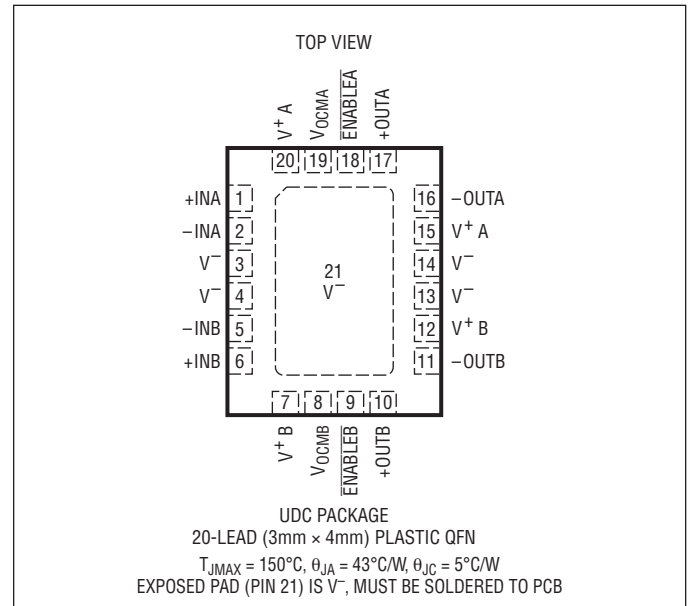 TOP VIEW
V+ A
VOCMA
ENABLEA
+OUTA
20 19 18 17
+INA 1
–INA 2
V– 3
V– 4
–INB 5
+INB 6
21
V–
16 –OUTA
15 V+ A
14 V–
13 V–
12 V+ B
11 –OUTB
7 8 9 10
V+ B
VOCMB
ENABLEB
+OUTB
UDC PACKAGE
20-LEAD (3mm × 4mm) PLASTIC QFN
TJMAX = 150°C, θJA = 43°C/W, θJC = 5°C/W
EXPOSED PAD (PIN 21) IS V–, MUST BE SOLDERED TO PCB